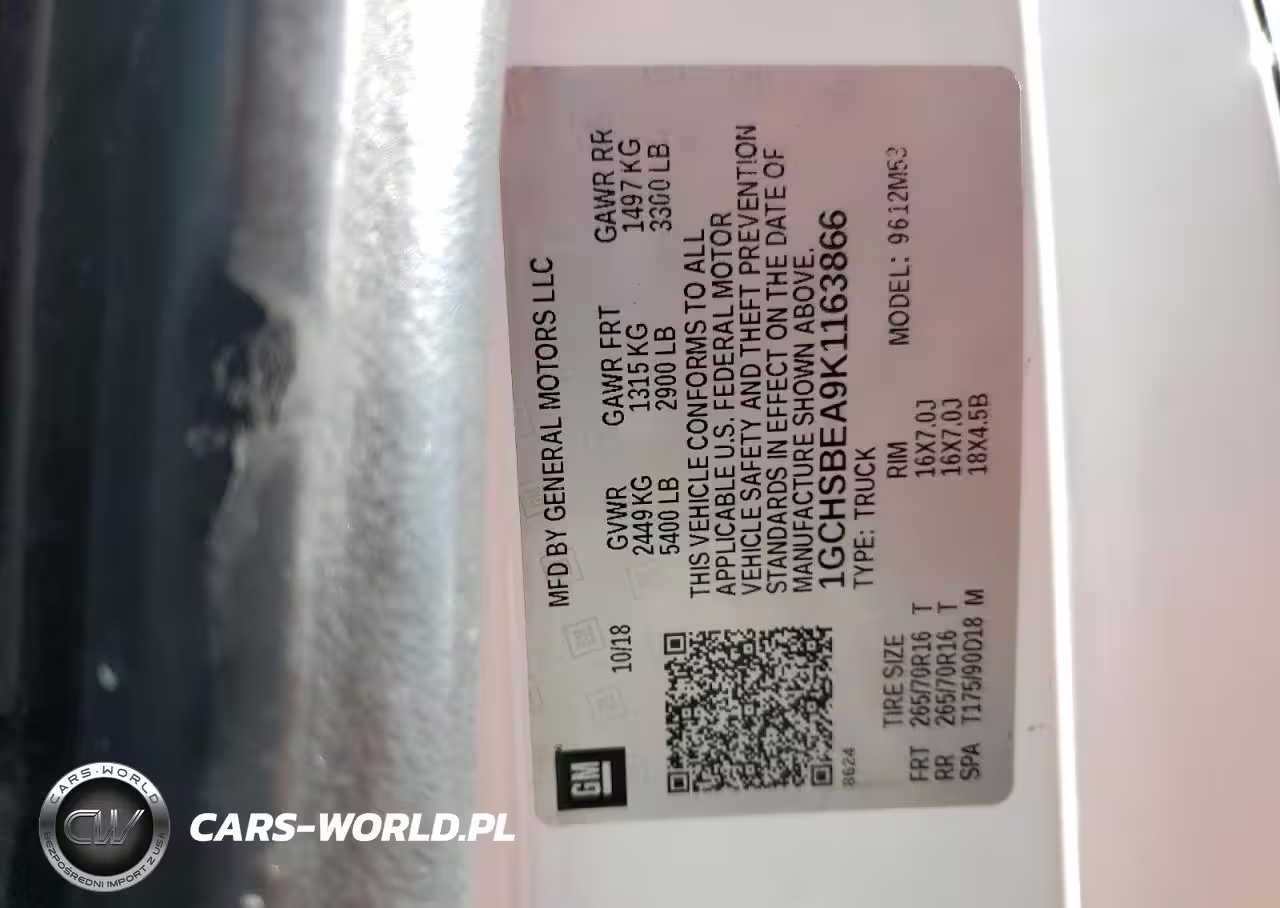 GM
10/18
MFD BY GENERAL MOTORS LLC
GVWR GAWR FRT GAWR RR
2449 KG 1315 KG 1497 KG
5400 LB 2900 LB 3300 LB
THIS VEHICLE CONFORMS TO ALL
APPLICABLE U.S. FEDERAL MOTOR
VEHICLE SAFETY AND THEFT PREVENTION
STANDARDS IN EFFECT ON THE DATE OF
MANUFACTURE SHOWN ABOVE.
1GCHSBEA9K1163866
TYPE: TRUCK
8624
TIRE SIZE RIM MODEL: 9612M53
FRT 265/70R16 T 16X7.0J
RR 265/70R16 T 16X7.0J
SPA T175/90D18 M 18X4.5B
CARS-WORLD
CW
BEZPOŚREDNI IMPORT Z USA
CARS-WORLD.PL